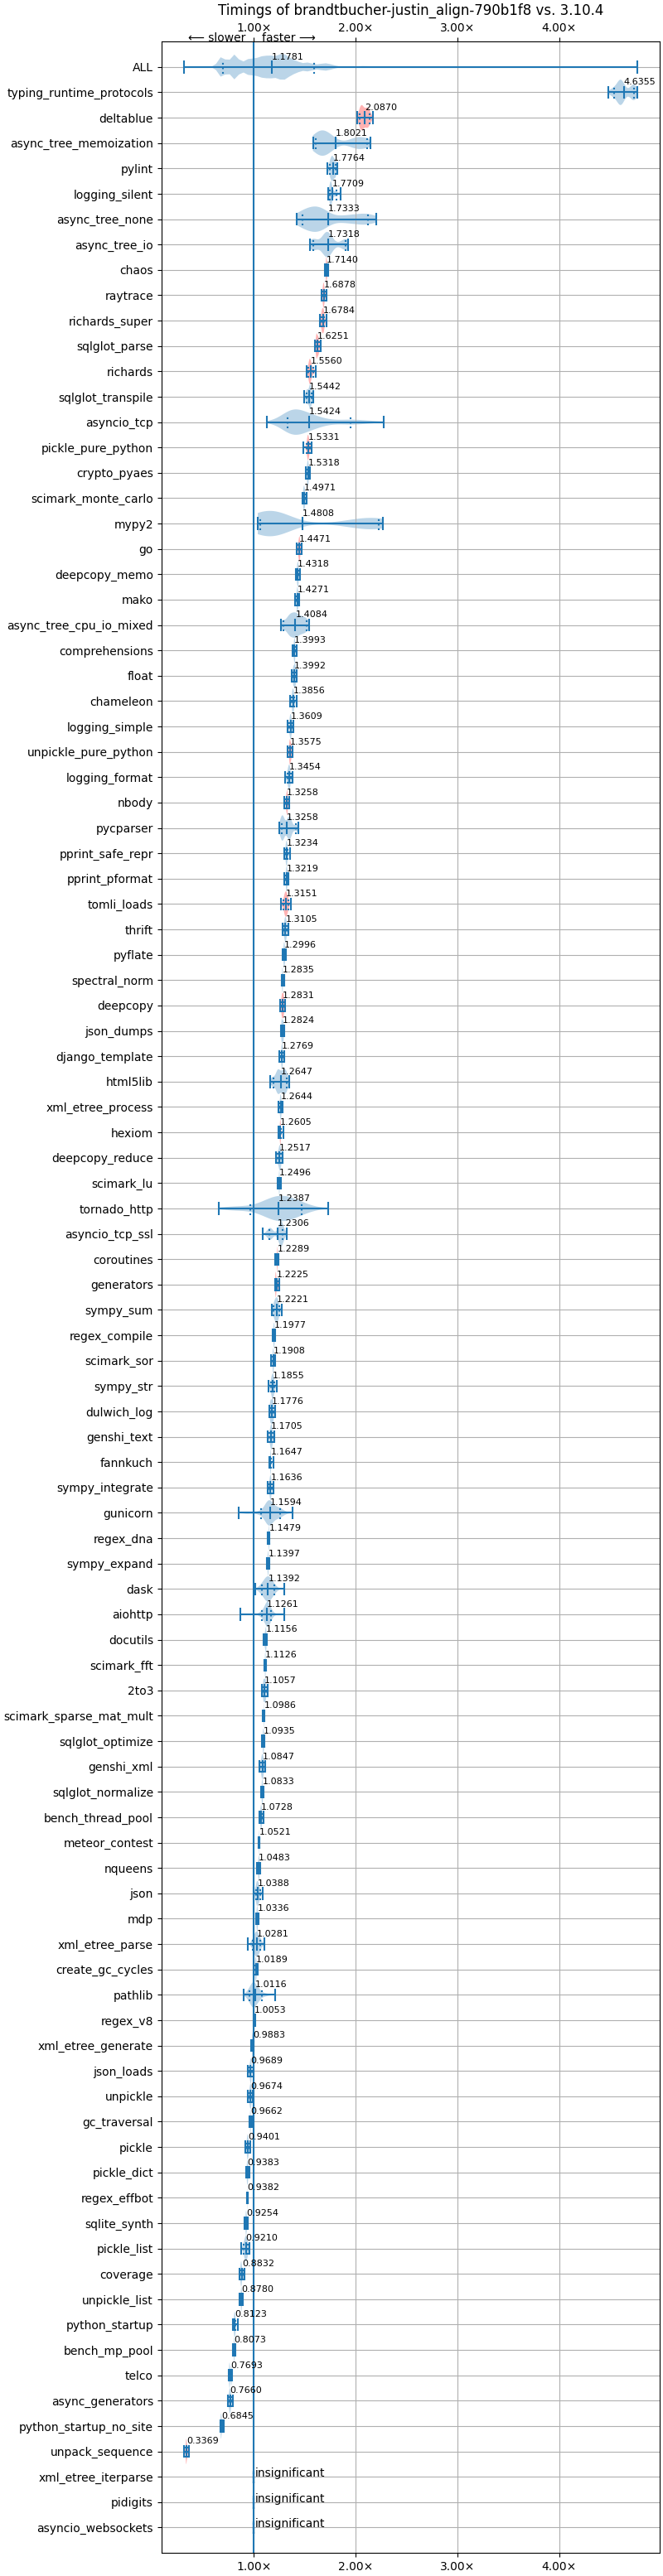 Timings of brandtbucher-justin_align-790b1f8 vs. 3.10.4
1.00× 2.00× 3.00× 4.00×
⟵ slower faster ⟶
ALL 1.1781
typing_runtime_protocols 4.6355
deltablue 2.0870
async_tree_memoization 1.8021
pylint 1.7764
logging_silent 1.7709
async_tree_none 1.7333
async_tree_io 1.7318
chaos 1.7140
raytrace 1.6878
richards_super 1.6784
sqlglot_parse 1.6251
richards 1.5560
sqlglot_transpile 1.5442
asyncio_tcp 1.5424
pickle_pure_python 1.5331
crypto_pyaes 1.5318
scimark_monte_carlo 1.4971
mypy2 1.4808
go 1.4471
deepcopy_memo 1.4318
mako 1.4271
async_tree_cpu_io_mixed 1.4084
comprehensions 1.3993
float 1.3992
chameleon 1.3856
logging_simple 1.3609
unpickle_pure_python 1.3575
logging_format 1.3454
nbody 1.3258
pycparser 1.3258
pprint_safe_repr 1.3234
pprint_pformat 1.3219
tomli_loads 1.3151
thrift 1.3105
pyflate 1.2996
spectral_norm 1.2835
deepcopy 1.2831
json_dumps 1.2824
django_template 1.2769
html5lib 1.2647
xml_etree_process 1.2644
hexiom 1.2605
deepcopy_reduce 1.2517
scimark_lu 1.2496
tornado_http 1.2387
asyncio_tcp_ssl 1.2306
coroutines 1.2289
generators 1.2225
sympy_sum 1.2221
regex_compile 1.1977
scimark_sor 1.1908
sympy_str 1.1855
dulwich_log 1.1776
genshi_text 1.1705
fannkuch 1.1647
sympy_integrate 1.1636
gunicorn 1.1594
regex_dna 1.1479
sympy_expand 1.1397
dask 1.1392
aiohttp 1.1261
docutils 1.1156
scimark_fft 1.1126
2to3 1.1057
scimark_sparse_mat_mult 1.0986
sqlglot_optimize 1.0935
genshi_xml 1.0847
sqlglot_normalize 1.0833
bench_thread_pool 1.0728
meteor_contest 1.0521
nqueens 1.0483
json 1.0388
mdp 1.0336
xml_etree_parse 1.0281
create_gc_cycles 1.0189
pathlib 1.0116
regex_v8 1.0053
xml_etree_generate 0.9883
json_loads 0.9689
unpickle 0.9674
gc_traversal 0.9662
pickle 0.9401
pickle_dict 0.9383
regex_effbot 0.9382
sqlite_synth 0.9254
pickle_list 0.9210
coverage 0.8832
unpickle_list 0.8780
python_startup 0.8123
bench_mp_pool 0.8073
telco 0.7693
async_generators 0.7660
python_startup_no_site 0.6845
unpack_sequence 0.3369
xml_etree_iterparse insignificant
pidigits insignificant
asyncio_websockets insignificant
1.00× 2.00× 3.00× 4.00×